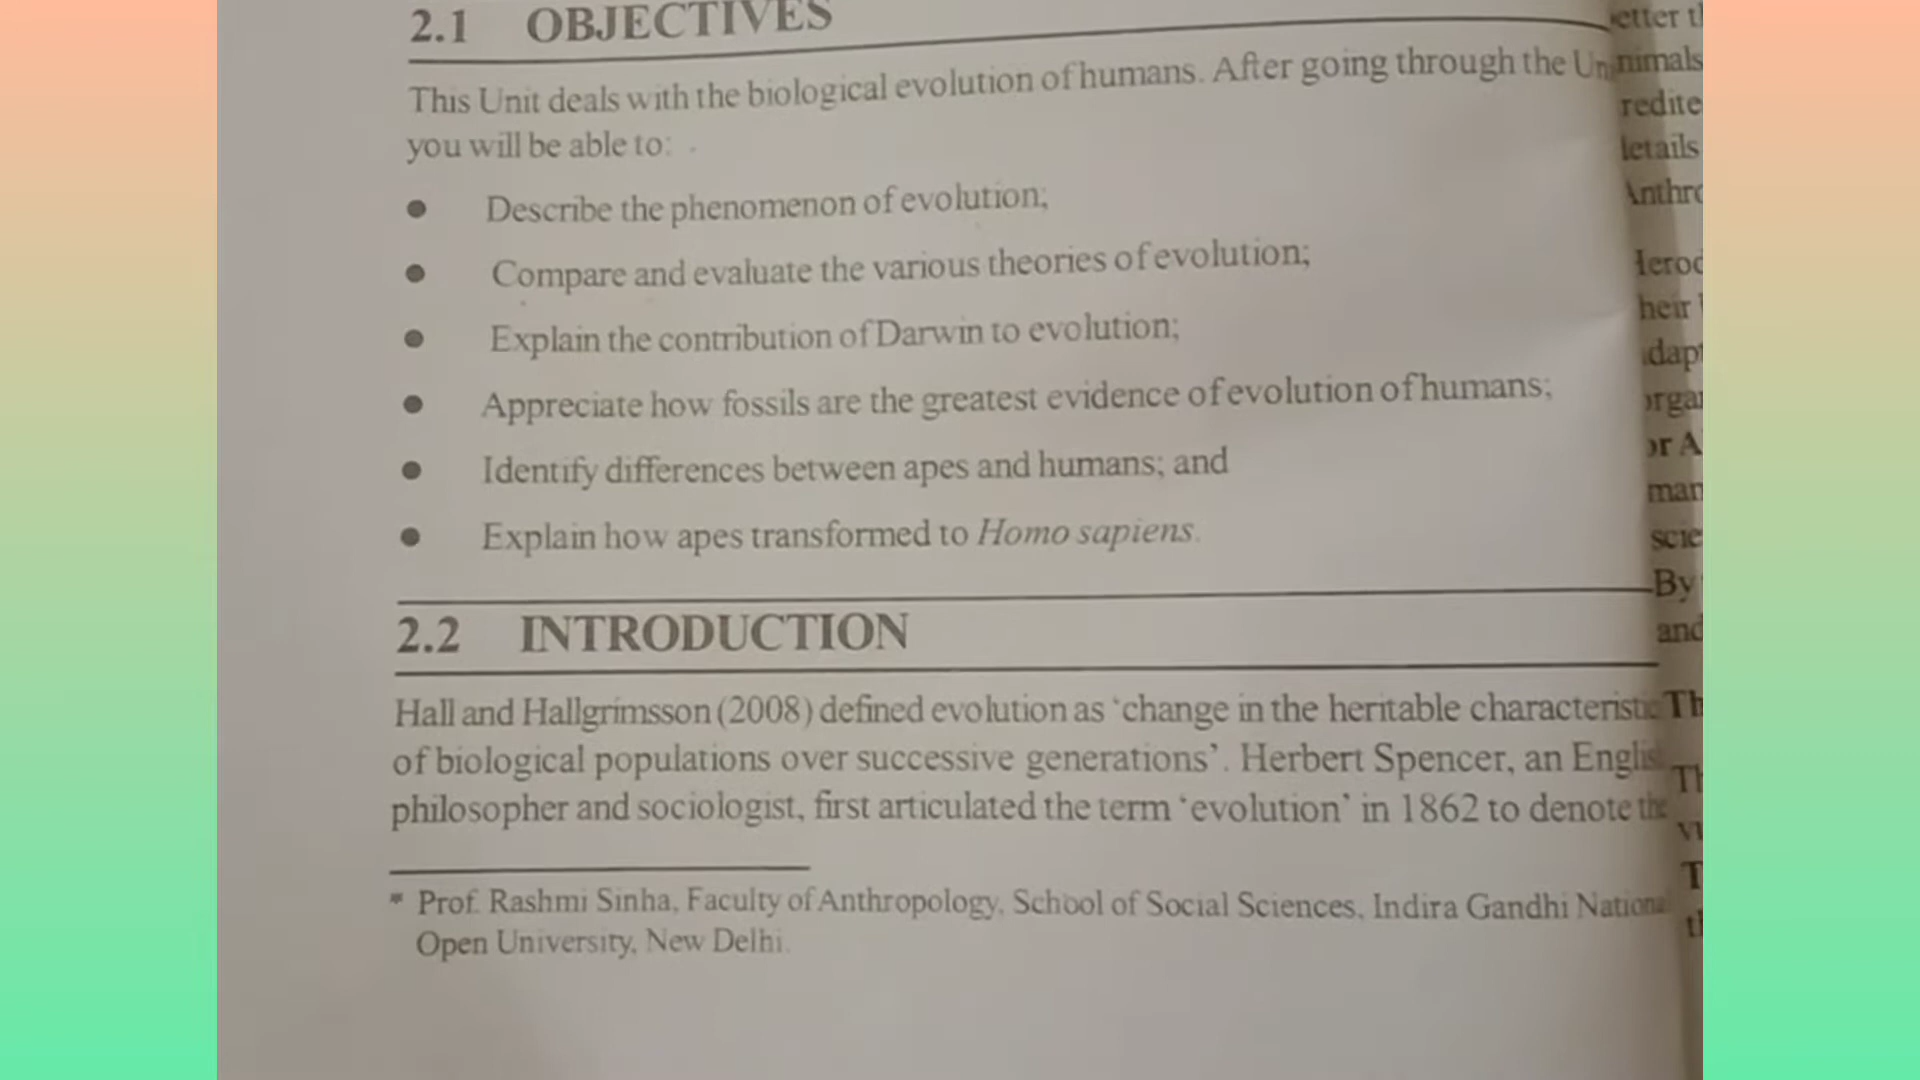 2.1 OBJECTIVES
This Unit deals with the biological evolution of humans. After going through the
you will be able to:
● Describe the phenomenon of evolution;
● Compare and evaluate the various theories of evolution;
● Explain the contribution of Darwin to evolution;
● Appreciate how fossils are the greatest evidence of evolution of humans;
● Identify differences between apes and humans; and
● Explain how apes transformed to Homo sapiens.
2.2 INTRODUCTION
Hall and Hallgrimsson (2008) defined evolution as ‘change in the heritable
of biological populations over successive generations’. Herbert Spencer, an
philosopher and sociologist, first articulated the term ‘evolution’ in 1862 to denote the
* Prof. Rashmi Sinha, Faculty of Anthropology, School of Social Sciences, Indira Gandhi National
Open University, New Delhi.
By
and